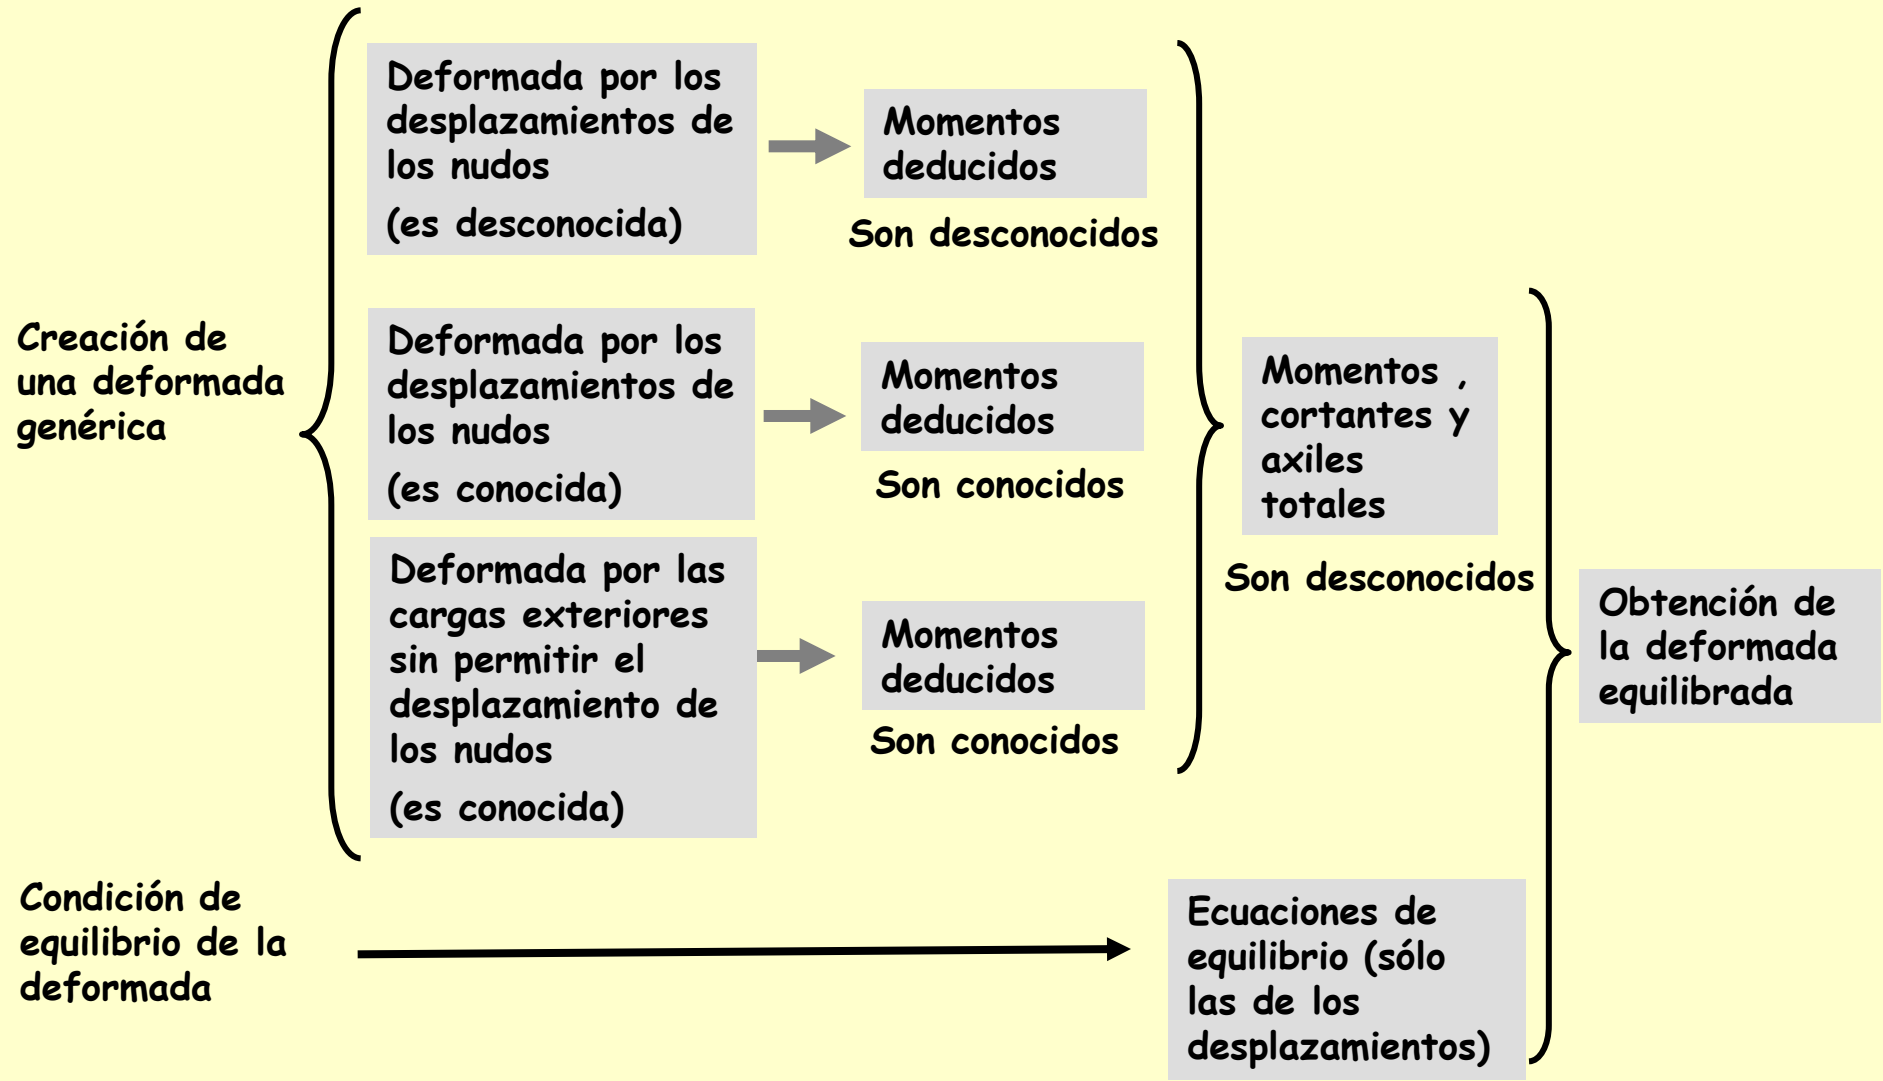 Creación de
una deformada
genérica
Deformada por los
desplazamientos de
los nudos
(es desconocida)
Momentos
deducidos
Son desconocidos
Deformada por los
desplazamientos de
los nudos
(es conocida)
Momentos
deducidos
Son conocidos
Deformada por las
cargas exteriores
sin permitir el
desplazamiento de
los nudos
(es conocida)
Momentos
deducidos
Son conocidos
Momentos ,
cortantes y
axiles
totales
Son desconocidos
Condición de
equilibrio de la
deformada
Ecuaciones de
equilibrio (sólo
las de los
desplazamientos)
Obtención de
la deformada
equilibrada